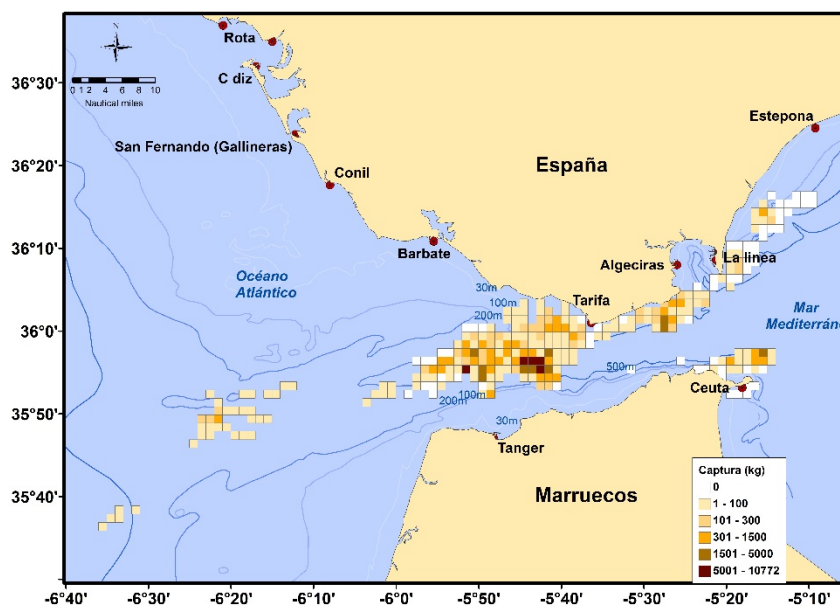 Rota
C diz
0 1 2 4 6 8 10
Nautical miles
San Fernando (Gallineras)
Conil
Barbate
España
Estepona
Algeciras
La linea
Océano
Atlántico
30m
100m
200m
Tarifa
Mar
Mediterrán
500m
Ceuta
100m
200m
30m
Tanger
Marruecos
Captura (kg)
0
1 - 100
101 - 300
301 - 1500
1501 - 5000
5001 - 10772
36°30'
36°20'
36°10'
36°0'
35°50'
35°40'
-6°40' -6°30' -6°20' -6°10' -6°0' -5°50' -5°40' -5°30' -5°20' -5°10'